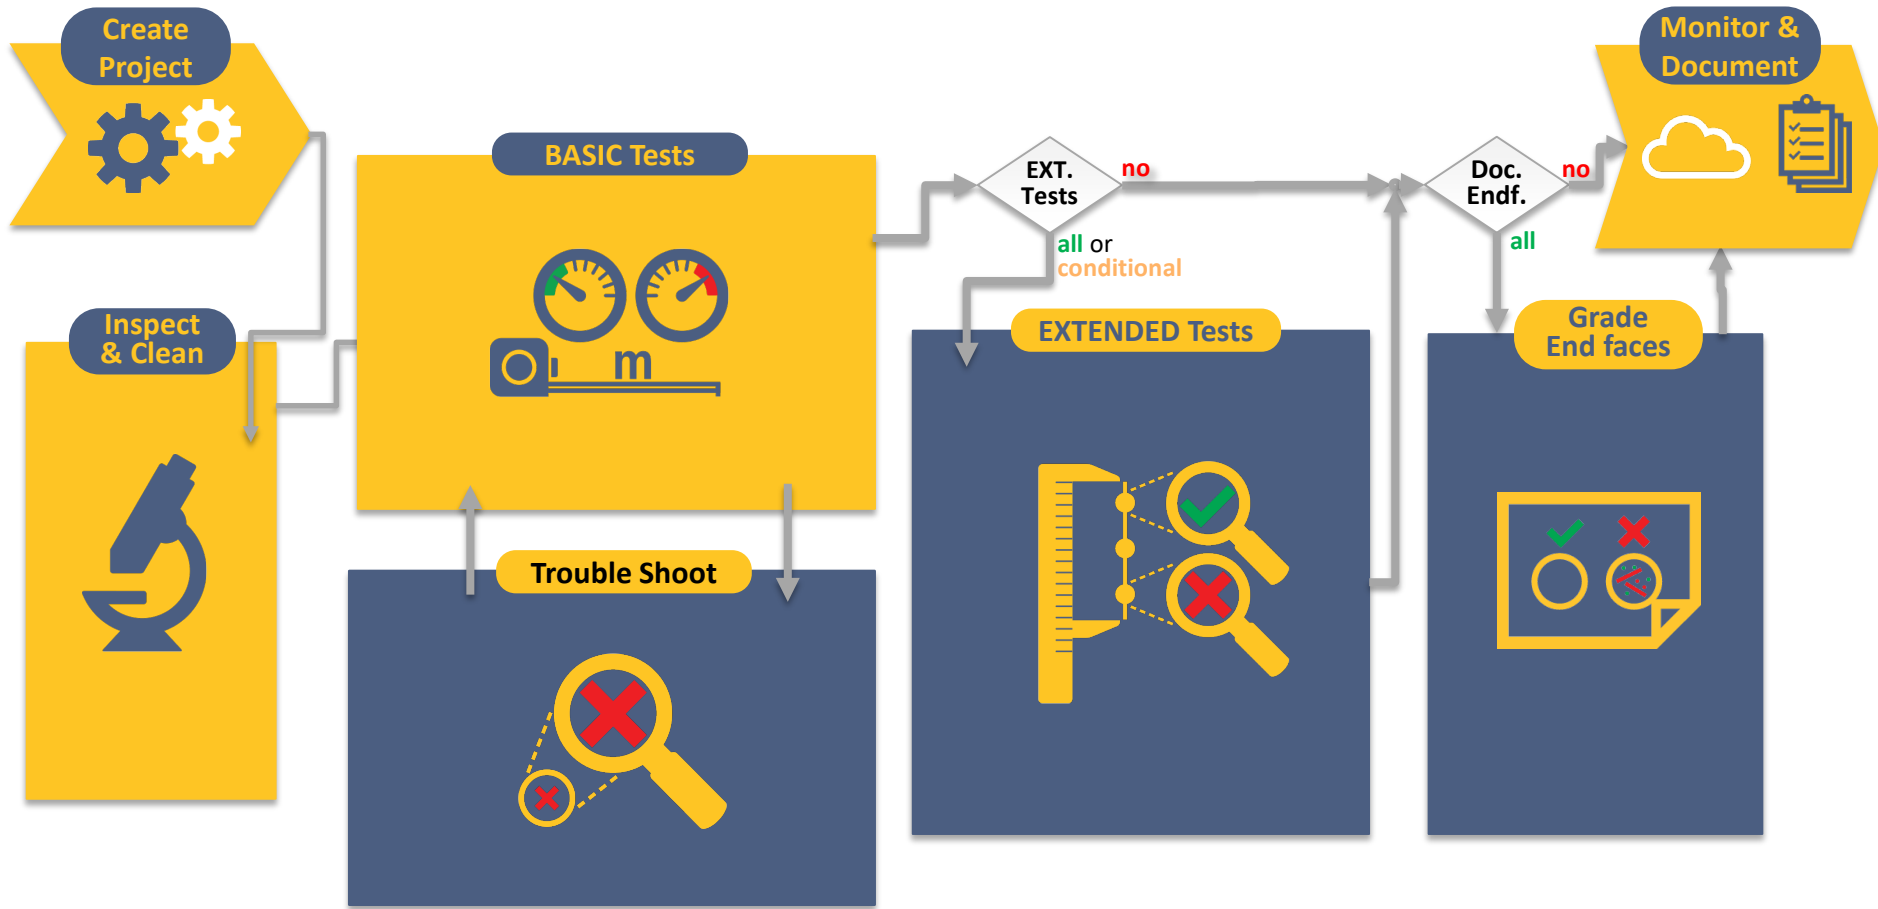 Create
Project
Inspect
& Clean
BASIC Tests
m
Trouble Shoot
EXT.
Tests
no
all or
conditional
EXTENDED Tests
Doc.
Endf.
no
all
Grade
End faces
Monitor &
Document